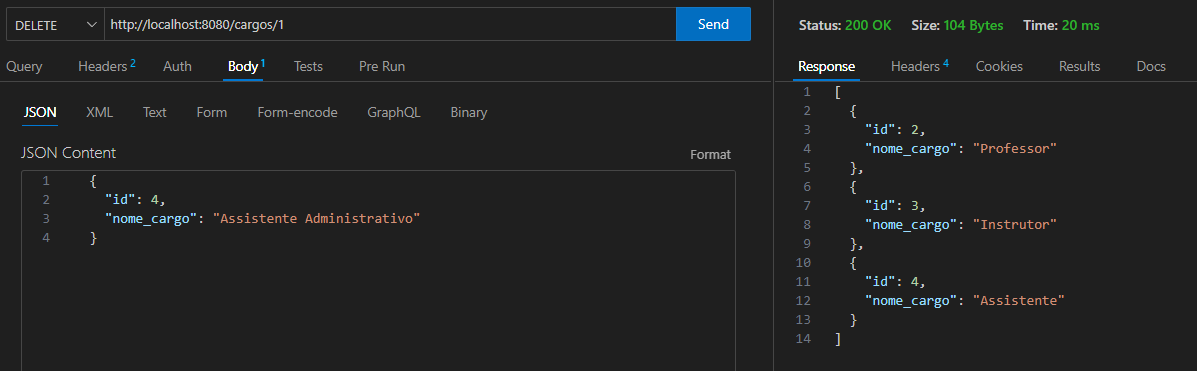 DELETE http://localhost:8080/cargos/1 Send
Query Headers 2 Auth Body 1 Tests Pre Run
JSON XML Text Form Form-encode GraphQL Binary
JSON Content Format
1 {
2 "id": 4,
3 "nome_cargo": "Assistente Administrativo"
4 }
Status: 200 OK Size: 104 Bytes Time: 20 ms
Response Headers 4 Cookies Results Docs
1 [
2 {
3 "id": 2,
4 "nome_cargo": "Professor"
5 },
6 {
7 "id": 3,
8 "nome_cargo": "Instrutor"
9 },
10 {
11 "id": 4,
12 "nome_cargo": "Assistente"
13 }
14 ]